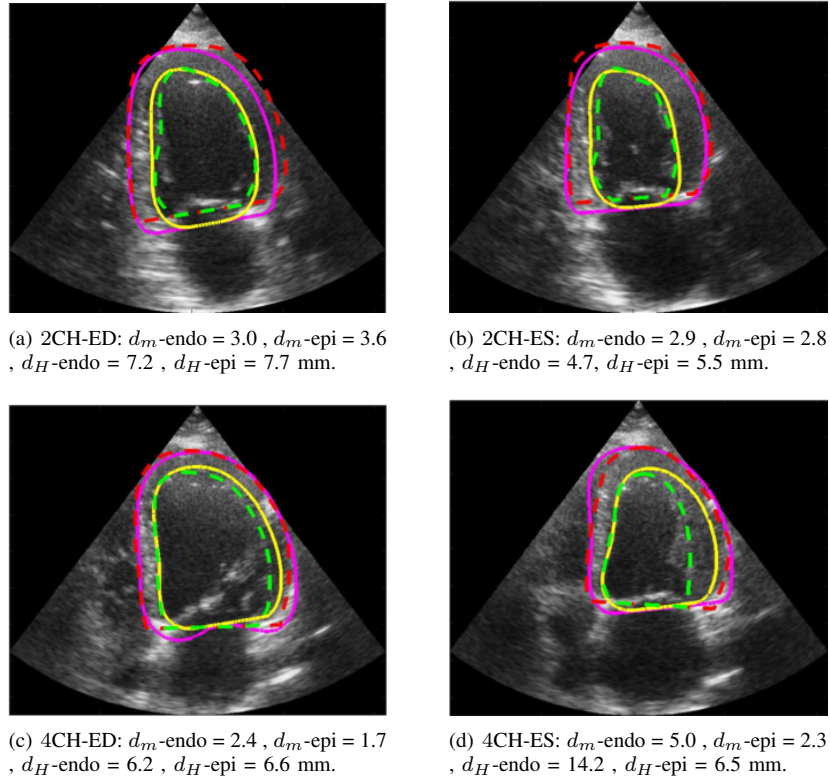 (a) 2CH-ED: d_m-endo = 3.0 , d_m-epi = 3.6
, d_H-endo = 7.2 , d_H-epi = 7.7 mm.
(b) 2CH-ES: d_m-endo = 2.9 , d_m-epi = 2.8
, d_H-endo = 4.7, d_H-epi = 5.5 mm.
(c) 4CH-ED: d_m-endo = 2.4 , d_m-epi = 1.7
, d_H-endo = 6.2 , d_H-epi = 6.6 mm.
(d) 4CH-ES: d_m-endo = 5.0 , d_m-epi = 2.3
, d_H-endo = 14.2 , d_H-epi = 6.5 mm.